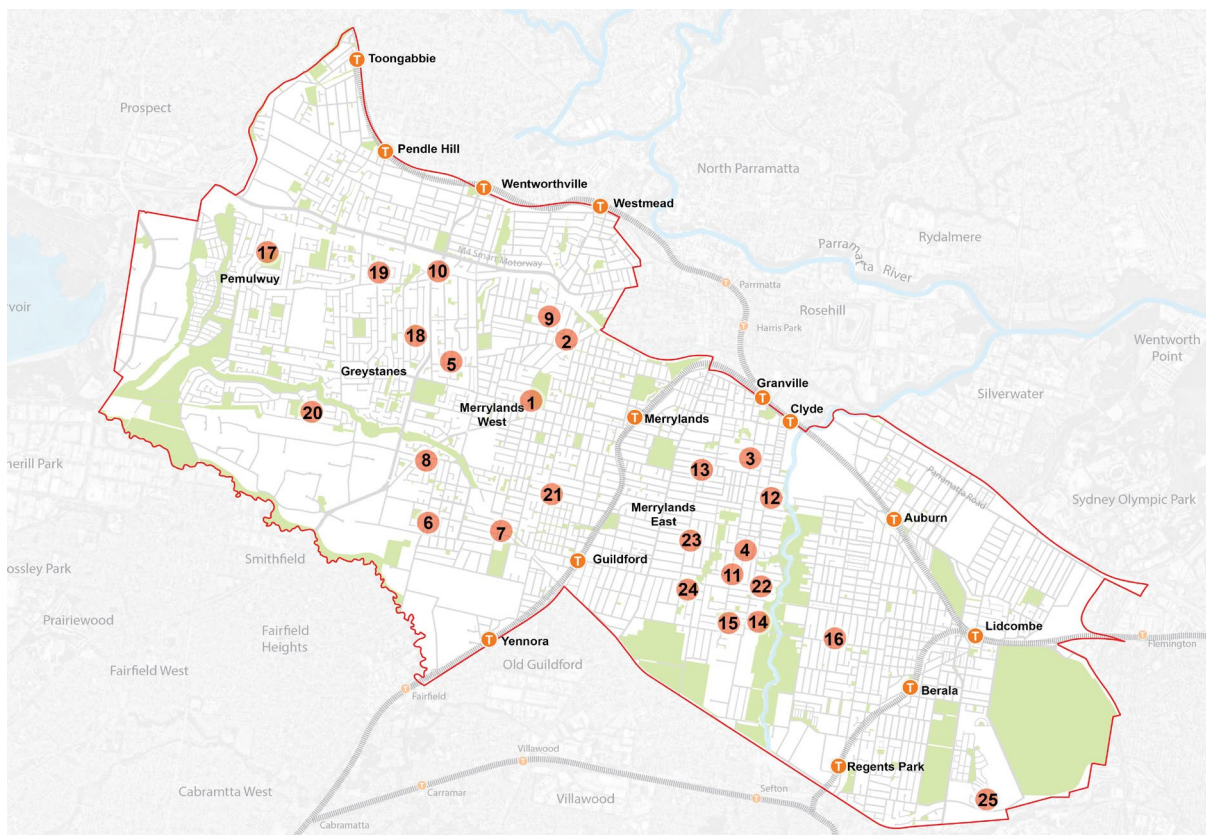 Toongabbie
Prospect
Pendle Hill
North Parramatta
Wentworthville
Westmead
Rydalmere
Parramatta River
17
Pemulwuy
19
10
M4 Smart Motorway
Parrmatta
voir
Rosehill
Harris Park
9
2
18
5
Wentworth
Point
Greystanes
Silverwater
Granville
Clyde
20
1
Merrylands
West
Merrylands
8
3
13
herill Park
Parramatta Road
21
12
Sydney Olympic Park
6
7
Merrylands
East
Auburn
23
4
Smithfield
Guildford
11
ossley Park
24
22
Prairiewood
15
14
16
Lidcombe
Fairfield
Heights
Yennora
Flemington
Old Guildford
Fairfield West
Fairfield
Berala
Villawood
Regents Park
Cabramtta West
Carramar
Villawood
Sefton
25
Cabramatta